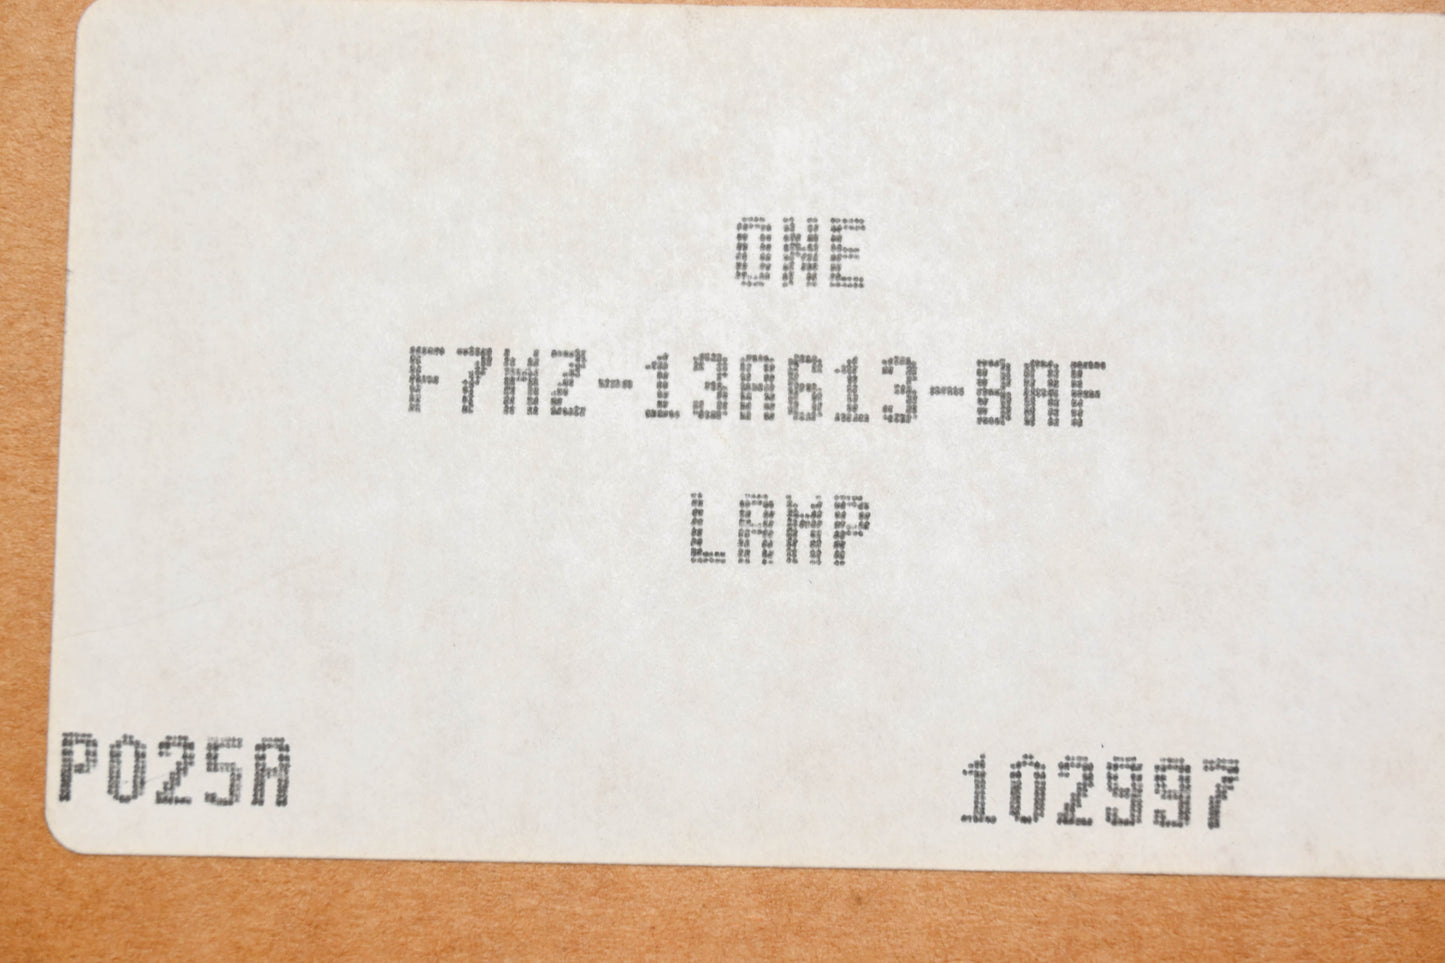 ONE
F7MZ-13A613-BAF
LAMP
P025A
102997